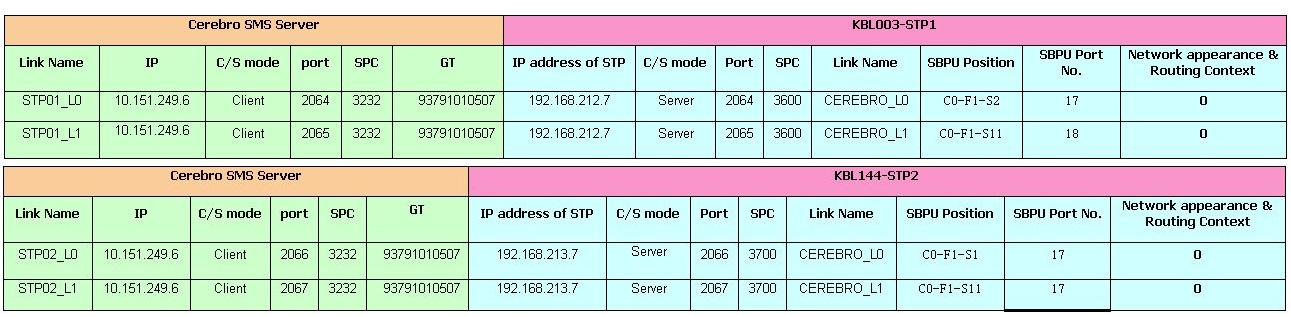 Cerebro SMS Server KBL003-STP1
Link Name IP C/S mode port SPC GT IP address of STP C/S mode Port SPC Link Name SBPU Position SBPU Port No. Network appearance & Routing Context
STP01_L0 10.151.249.6 Client 2064 3232 93791010507 192.168.212.7 Server 2064 3600 CEREBRO_L0 C0-F1-S2 17 0
STP01_L1 10.151.249.6 Client 2065 3232 93791010507 192.168.212.7 Server 2065 3600 CEREBRO_L1 C0-F1-S11 18 0
Cerebro SMS Server KBL144-STP2
Link Name IP C/S mode port SPC GT IP address of STP C/S mode Port SPC Link Name SBPU Position SBPU Port No. Network appearance & Routing Context
STP02_L0 10.151.249.6 Client 2066 3232 93791010507 192.168.213.7 Server 2066 3700 CEREBRO_L0 C0-F1-S1 17 0
STP02_L1 10.151.249.6 Client 2067 3232 93791010507 192.168.213.7 Server 2067 3700 CEREBRO_L1 C0-F1-S11 17 0